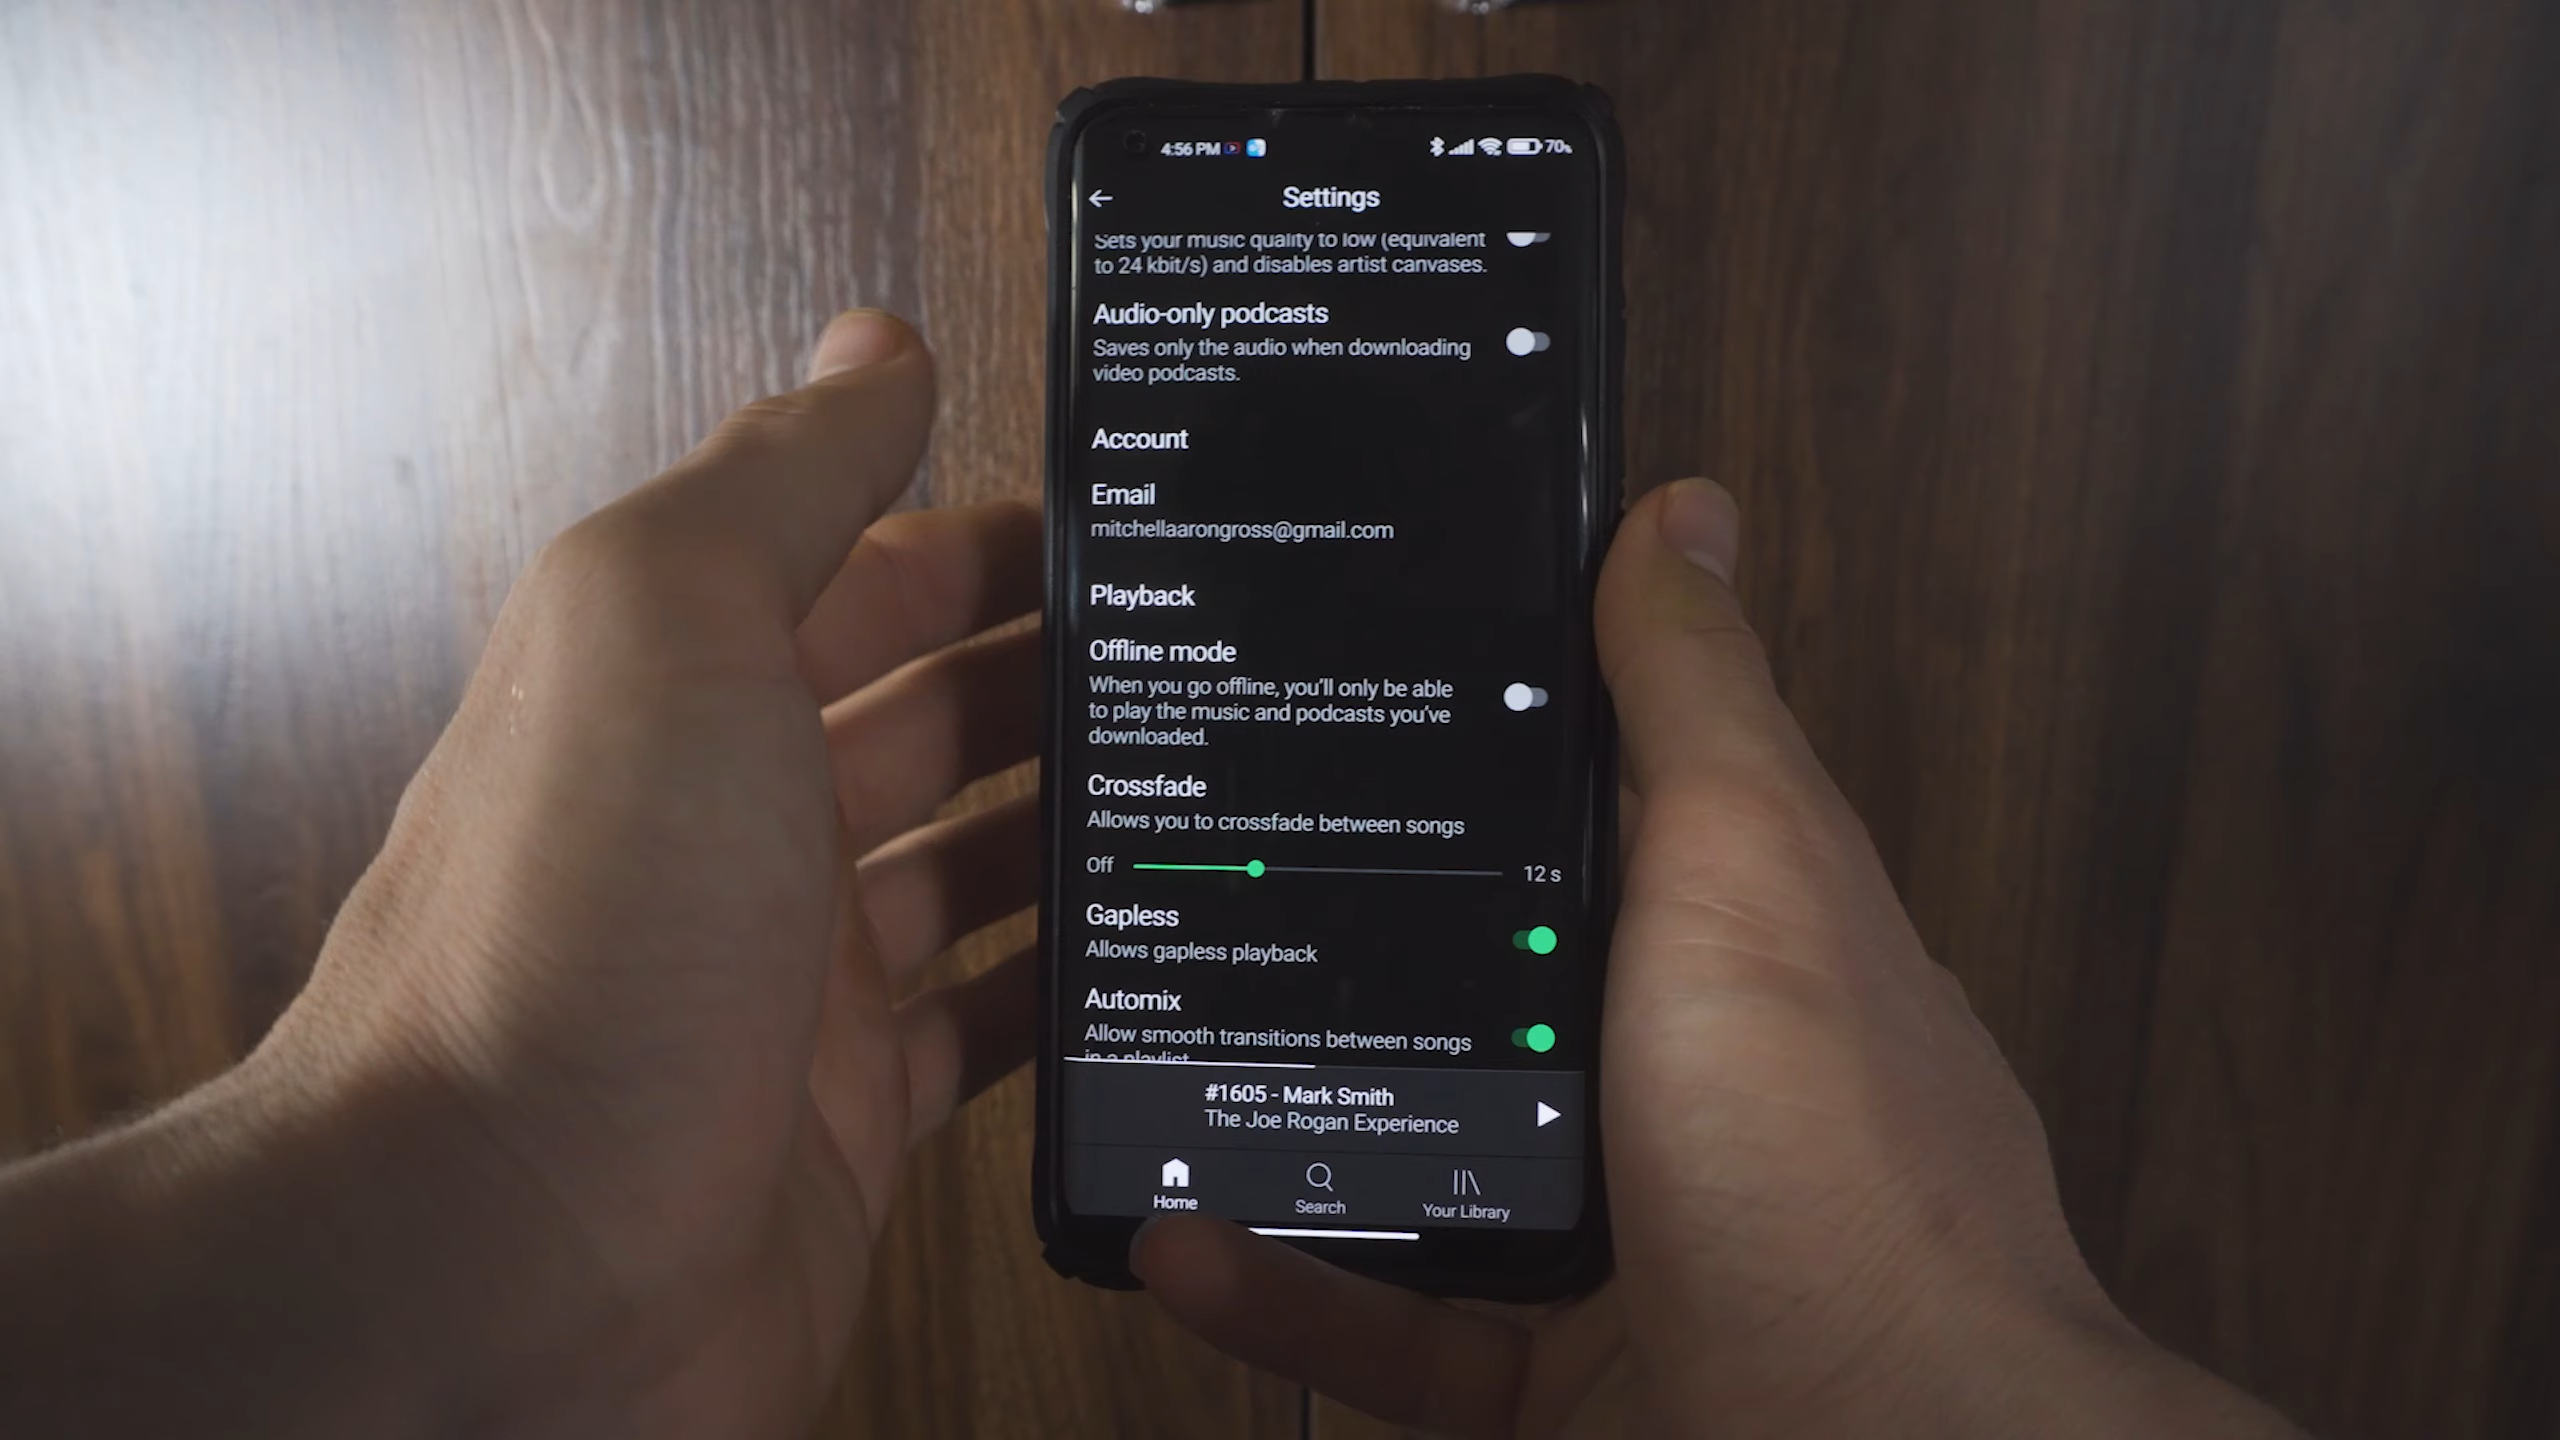 4:56 PM
70%
Settings
Sets your music quality to low (equivalent
to 24 kbit/s) and disables artist canvases.
Audio-only podcasts
Saves only the audio when downloading
video podcasts.
Account
Email
mitchellaarongross@gmail.com
Playback
Offline mode
When you go offline, you'll only be able
to play the music and podcasts you've
downloaded.
Crossfade
Allows you to crossfade between songs
Off
12 s
Gapless
Allows gapless playback
Automix
Allow smooth transitions between songs
in a playlist
#1605 - Mark Smith
The Joe Rogan Experience
Home
Search
Your Library